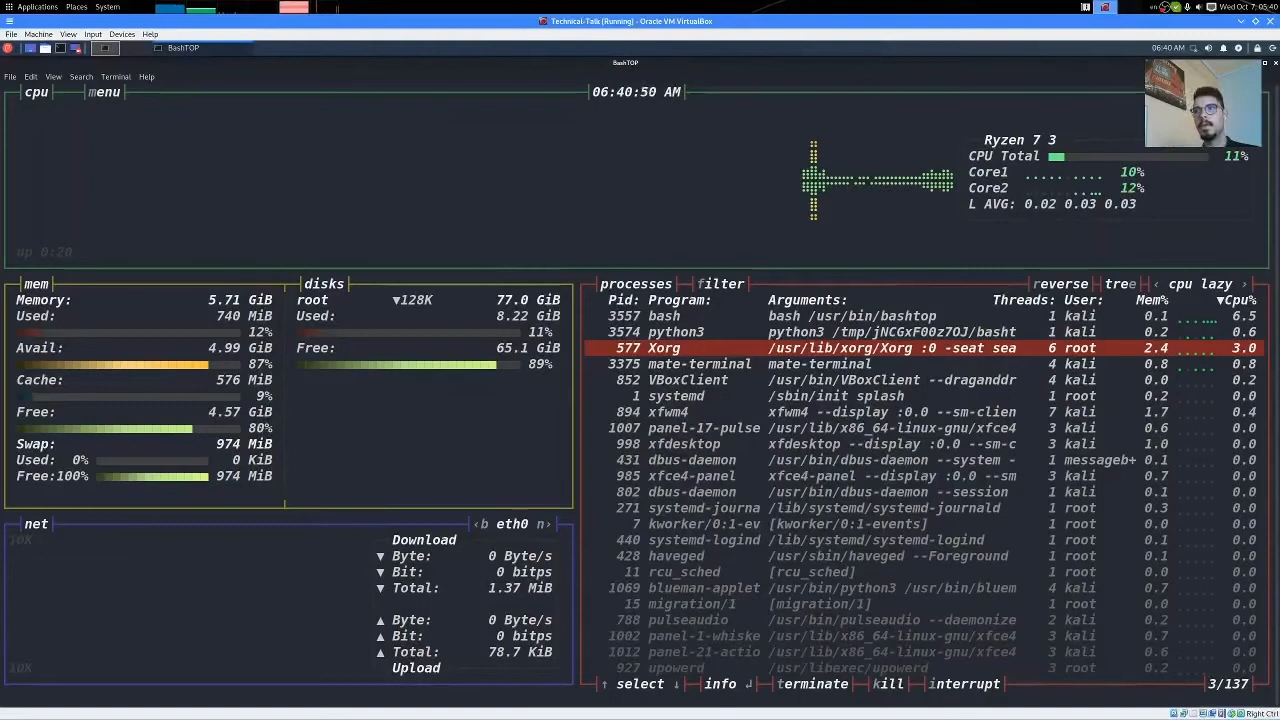 Applications Places System en Wed Oct 7, 05:40
Technical-Talk [Running] - Oracle VM VirtualBox
File Machine View Input Devices Help
BashTOP 06:40 AM
BashTOP
File Edit View Search Terminal Help
cpu menu 06:40:50 AM
Ryzen 7 3
CPU Total 11%
Core1 10%
Core2 12%
L AVG: 0.02 0.03 0.03
up 0:20
mem
Memory: 5.71 GiB
Used: 740 MiB
12%
Avail: 4.99 GiB
87%
Cache: 576 MiB
9%
Free: 4.57 GiB
80%
Swap: 974 MiB
Used: 0% 0 KiB
Free:100% 974 MiB
disks
root ▼128K 77.0 GiB
Used: 8.22 GiB
11%
Free: 65.1 GiB
89%
net ‹b eth0 n›
10K
Download
▼ Byte: 0 Byte/s
▼ Bit: 0 bitps
▼ Total: 1.37 MiB
▲ Byte: 0 Byte/s
▲ Bit: 0 bitps
▲ Total: 78.7 KiB
Upload
10K
processes filter reverse tree ‹ cpu lazy ›
Pid: Program: Arguments: Threads: User: Mem% ▼Cpu%
3557 bash bash /usr/bin/bashtop 1 kali 0.1 6.5
3574 python3 python3 /tmp/jNCGxF00z7OJ/basht 1 kali 0.2 0.6
577 Xorg /usr/lib/xorg/Xorg :0 -seat sea 6 root 2.4 3.0
3375 mate-terminal mate-terminal 4 kali 0.8 0.8
852 VBoxClient /usr/bin/VBoxClient --draganddr 4 kali 0.0 0.2
1 systemd /sbin/init splash 1 root 0.2 0.0
894 xfwm4 xfwm4 --display :0.0 --sm-clien 7 kali 1.7 0.4
1007 panel-17-pulse /usr/lib/x86_64-linux-gnu/xfce4 3 kali 0.6 0.0
998 xfdesktop xfdesktop --display :0.0 --sm-c 3 kali 1.0 0.0
431 dbus-daemon /usr/bin/dbus-daemon --system - 1 messageb+ 0.1 0.0
985 xfce4-panel xfce4-panel --display :0.0 --sm 3 kali 0.7 0.0
802 dbus-daemon /usr/bin/dbus-daemon --session 1 kali 0.1 0.0
271 systemd-journa /lib/systemd/systemd-journald 1 root 0.3 0.0
7 kworker/0:1-ev [kworker/0:1-events] 1 root 0.0 0.0
440 systemd-logind /lib/systemd/systemd-logind 1 root 0.1 0.0
428 haveged /usr/sbin/haveged --Foreground 1 root 0.1 0.0
11 rcu_sched [rcu_sched] 1 root 0.0 0.0
1069 blueman-applet /usr/bin/python3 /usr/bin/bluem 4 kali 0.7 0.0
15 migration/1 [migration/1] 1 root 0.0 0.0
788 pulseaudio /usr/bin/pulseaudio --daemonize 2 kali 0.2 0.0
1002 panel-1-whiske /usr/lib/x86_64-linux-gnu/xfce4 3 kali 0.7 0.0
1012 panel-21-actio /usr/lib/x86_64-linux-gnu/xfce4 3 kali 0.6 0.0
927 upowerd /usr/libexec/upowerd 3 root 0.2 0.0
↑ select ↓ info ↲ terminate kill interrupt 3/137
Right Ctrl